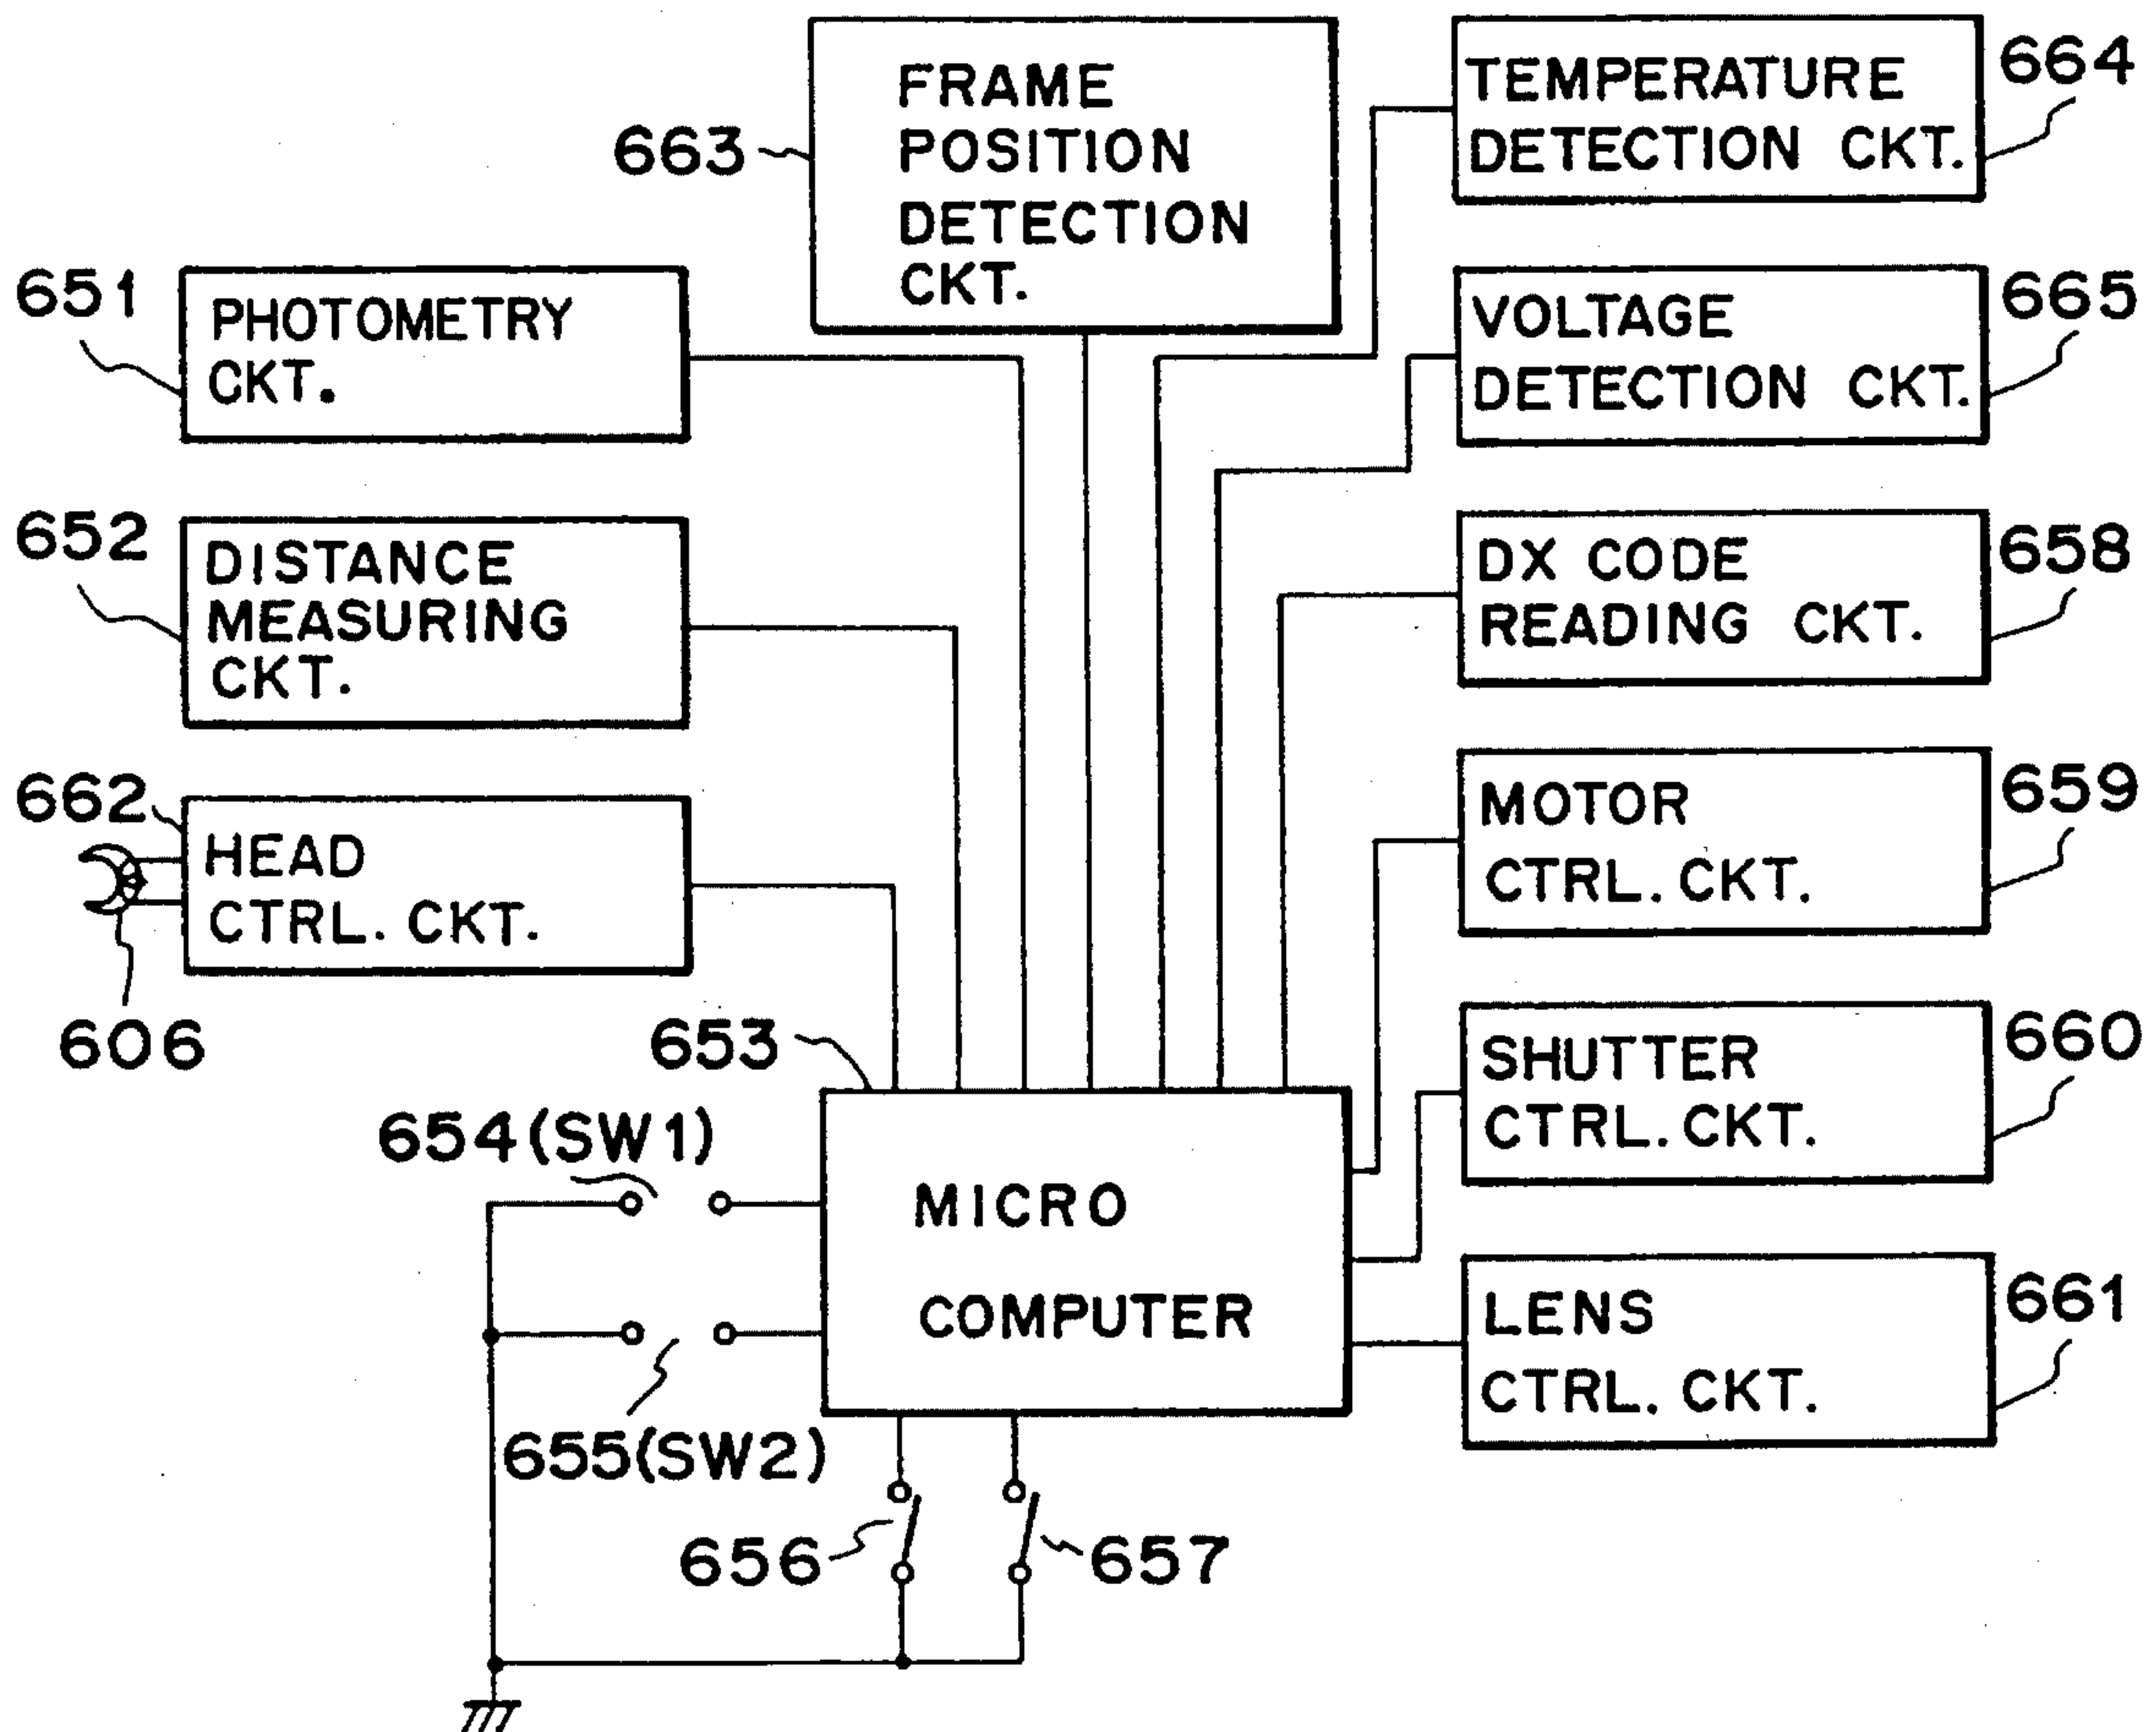 663
FRAME
POSITION
DETECTION
CKT.
664
TEMPERATURE
DETECTION CKT.
651
PHOTOMETRY
CKT.
665
VOLTAGE
DETECTION CKT.
652
DISTANCE
MEASURING
CKT.
658
DX CODE
READING CKT.
662
HEAD
CTRL. CKT.
606
659
MOTOR
CTRL. CKT.
653
MICRO
COMPUTER
660
SHUTTER
CTRL. CKT.
654(SW1)
655(SW2)
661
LENS
CTRL. CKT.
656
657